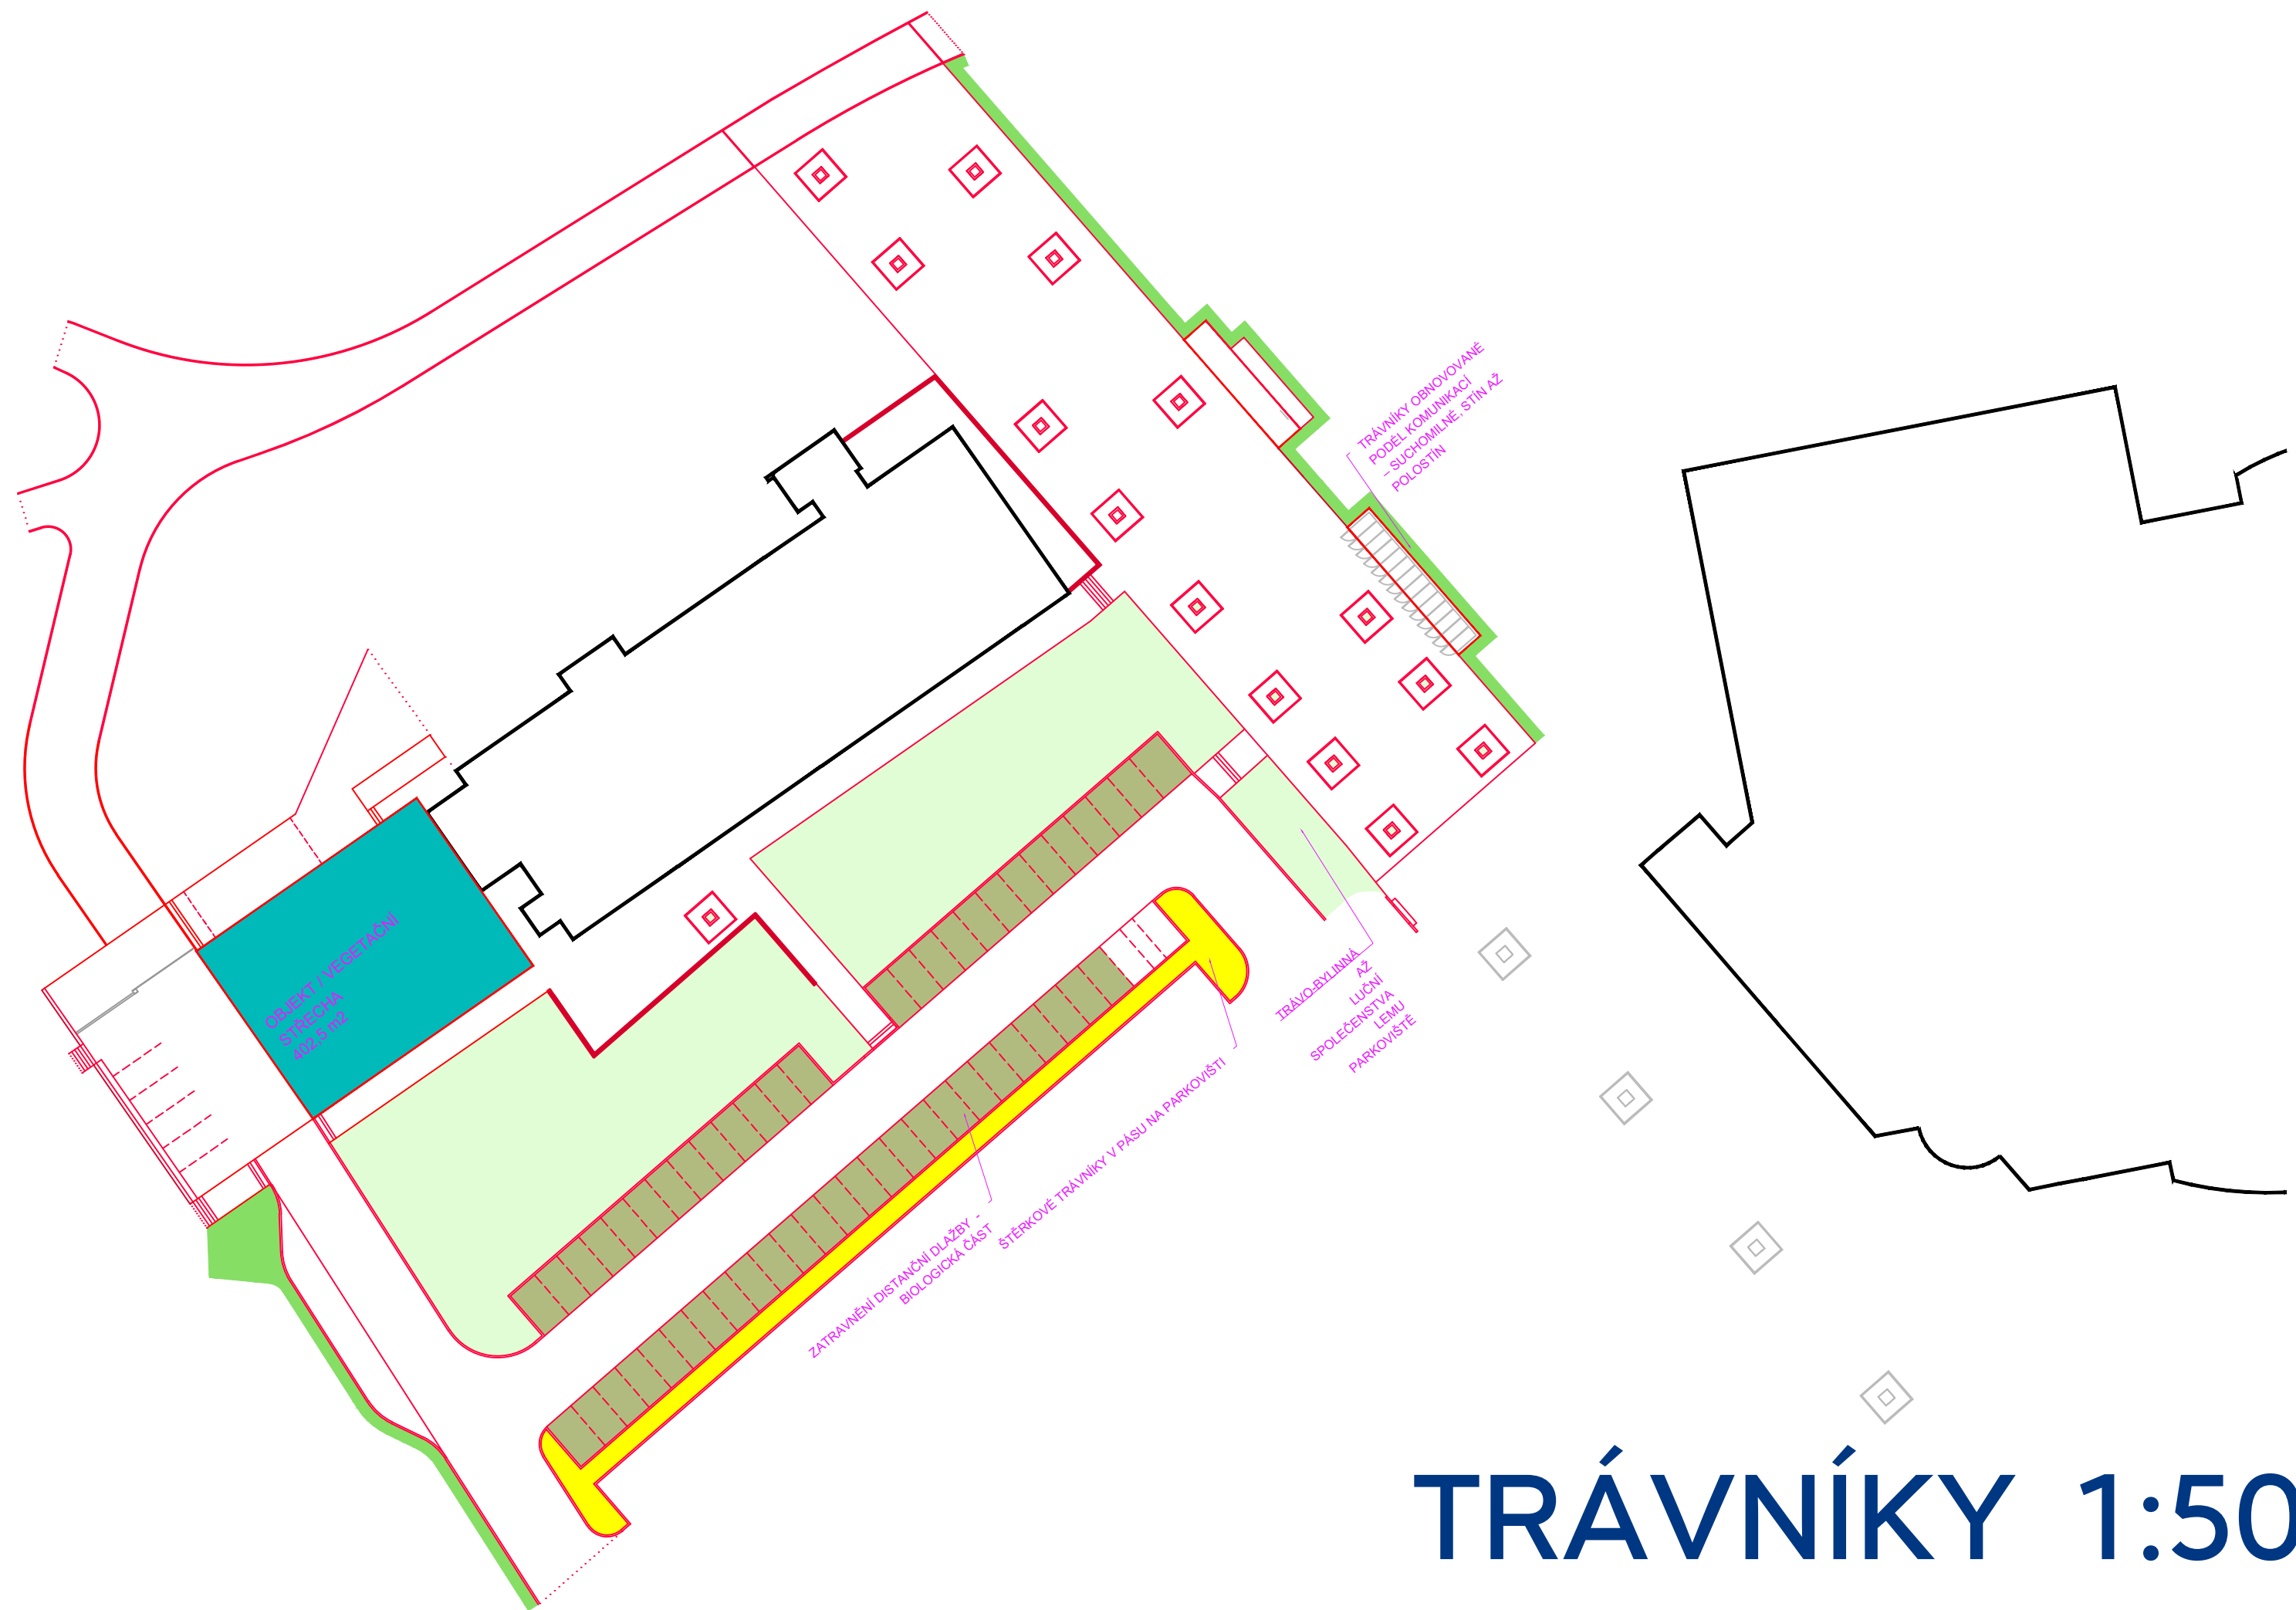 TRÁVNÍKY OBNOVOVANÉ
PODÉL KOMUNIKACÍ
– SUCHOMILNÉ, STÍN AŽ
POLOSTÍN
OBJEKT / VEGETAČNÍ
STŘECHA
402,5 m2
TRÁVO-BYLINNÁ
AŽ
LUČNÍ
SPOLEČENSTVA
LEMU
PARKOVIŠTĚ
ŠTĚRKOVÉ TRÁVNÍKY V PÁSU NA PARKOVIŠTI
ZATRAVNĚNÍ DISTANČNÍ DLAŽBY -
BIOLOGICKÁ ČÁST
TRÁVNÍKY 1:50